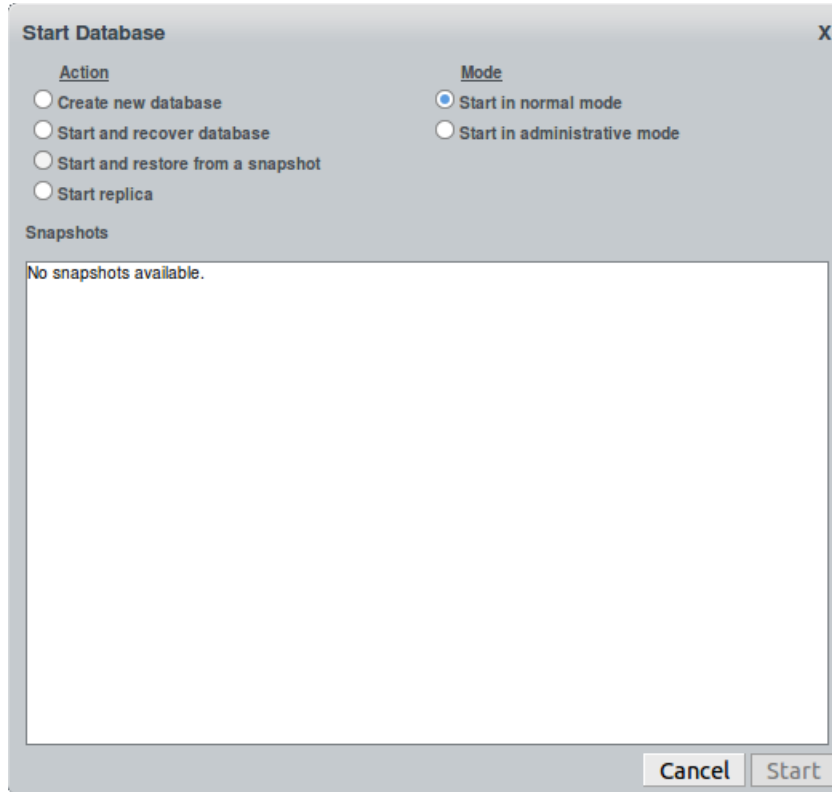 Start Database X
Action Mode
Create new database Start in normal mode
Start and recover database Start in administrative mode
Start and restore from a snapshot
Start replica
Snapshots
No snapshots available.
Cancel Start